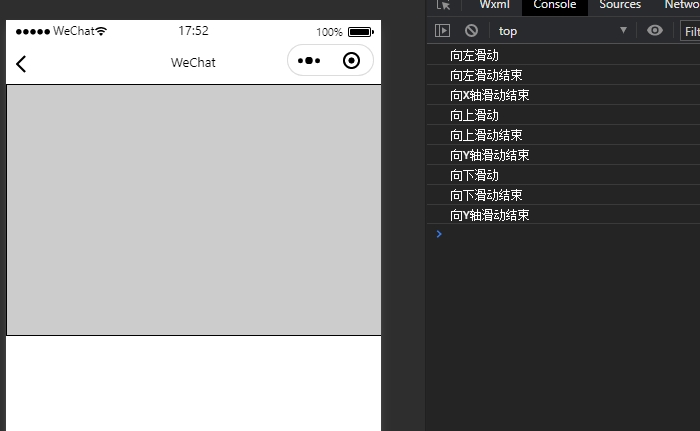 WeChat 17:52 100%
WeChat
Wxml Console Sources Netwo
top Filt
向左滑动
向左滑动结束
向X轴滑动结束
向上滑动
向上滑动结束
向Y轴滑动结束
向下滑动
向下滑动结束
向Y轴滑动结束